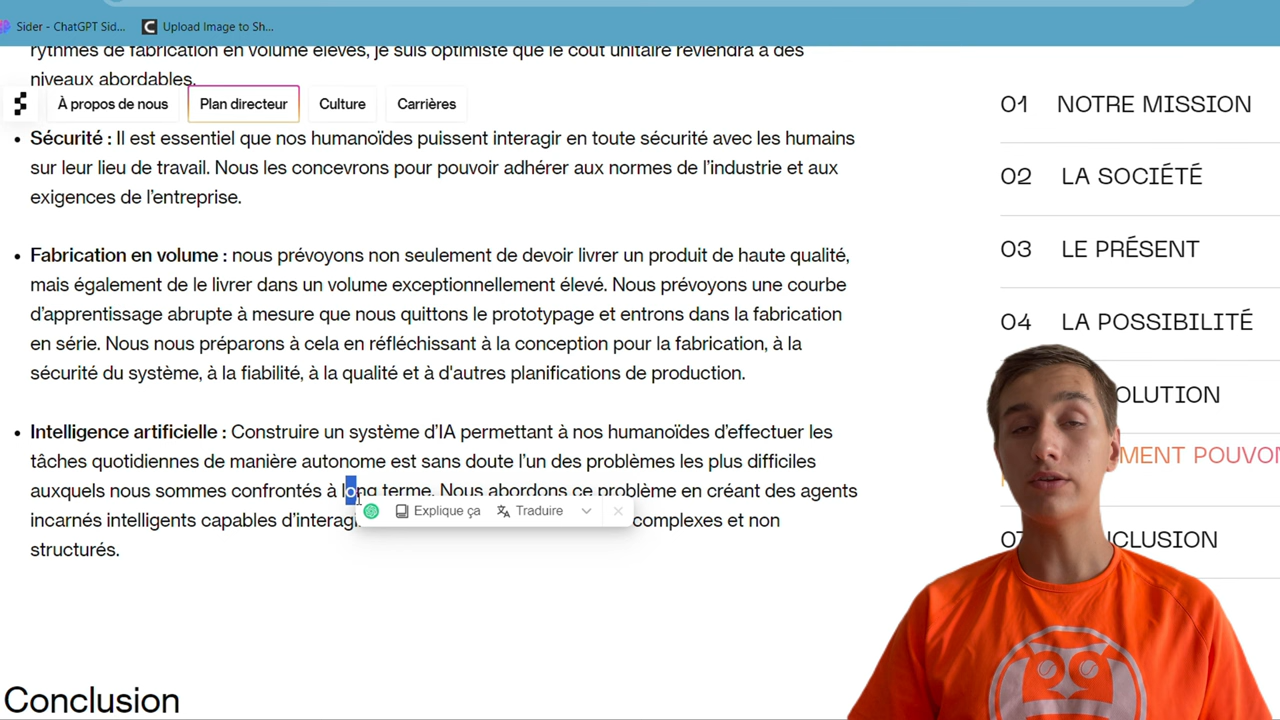 Sider - ChatGPT Sid...
Upload Image to Sh...
rythmes de fabrication en volume élevés, je suis optimiste que le coût unitaire reviendra à des
niveaux abordables.
À propos de nous
Plan directeur
Culture
Carrières
• Sécurité : Il est essentiel que nos humanoïdes puissent interagir en toute sécurité avec les humains
sur leur lieu de travail. Nous les concevrons pour pouvoir adhérer aux normes de l'industrie et aux
exigences de l'entreprise.
• Fabrication en volume : nous prévoyons non seulement de devoir livrer un produit de haute qualité,
mais également de le livrer dans un volume exceptionnellement élevé. Nous prévoyons une courbe
d'apprentissage abrupte à mesure que nous quittons le prototypage et entrons dans la fabrication
en série. Nous nous préparons à cela en réfléchissant à la conception pour la fabrication, à la
sécurité du système, à la fiabilité, à la qualité et à d'autres planifications de production.
• Intelligence artificielle : Construire un système d'IA permettant à nos humanoïdes d'effectuer les
tâches quotidiennes de manière autonome est sans doute l'un des problèmes les plus difficiles
auxquels nous sommes confrontés à long terme. Nous abordons ce problème en créant des agents
incarnés intelligents capables d'interagi
complexes et non
structurés.
Explique ça
Traduire
Conclusion
01 NOTRE MISSION
02 LA SOCIÉTÉ
03 LE PRÉSENT
04 LA POSSIBILITÉ
OLUTION
MENT POUVON
07
CLUSION